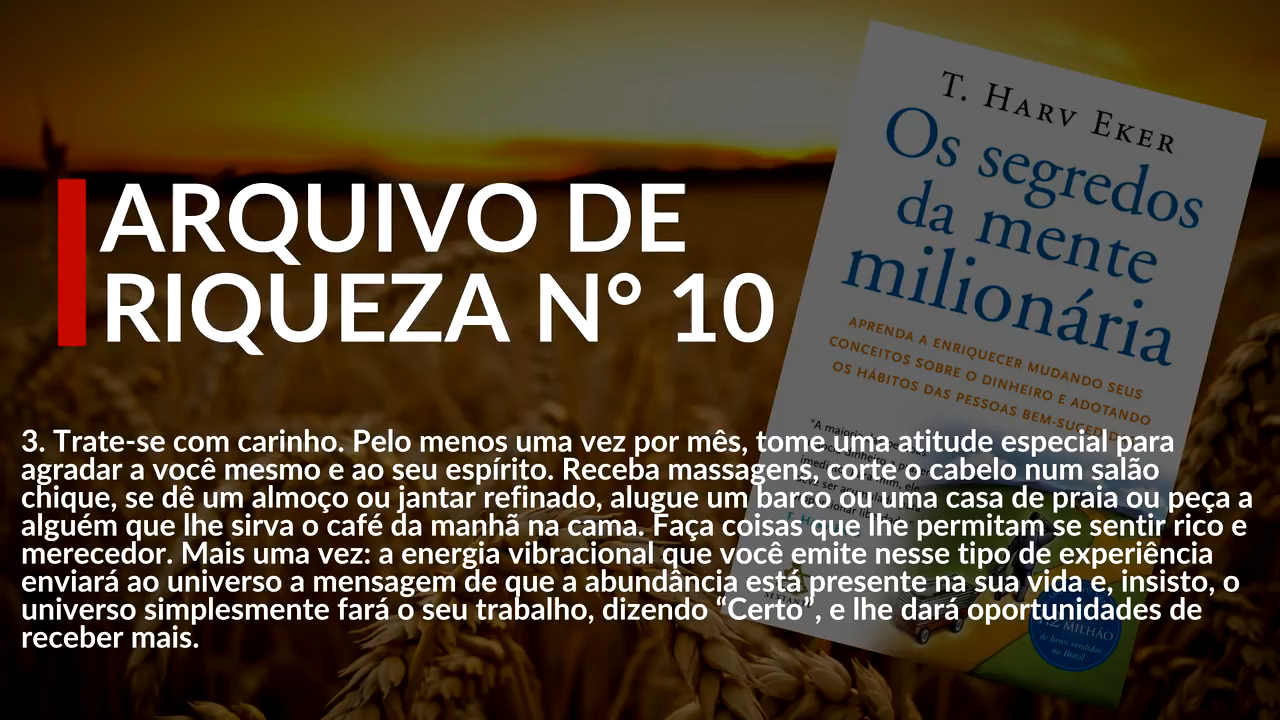 T. HARV EKER
Os segredos
da mente
milionária
APRENDA A ENRIQUECER MUDANDO SEUS
CONCEITOS SOBRE O DINHEIRO E ADOTANDO
OS HÁBITOS DAS PESSOAS BEM-SUCEDIDAS
ARQUIVO DE
RIQUEZA N° 10
3. Trate-se com carinho. Pelo menos uma vez por mês, tome uma atitude especial para
agradar a você mesmo e ao seu espírito. Receba massagens, corte o cabelo num salão
chique, se dê um almoço ou jantar refinado, alugue um barco ou uma casa de praia ou peça a
alguém que lhe sirva o café da manhã na cama. Faça coisas que lhe permitam se sentir rico e
merecedor. Mais uma vez: a energia vibracional que você emite nesse tipo de experiência
enviará ao universo a mensagem de que a abundância está presente na sua vida e, insisto, o
universo simplesmente fará o seu trabalho, dizendo “Certo”, e lhe dará oportunidades de
receber mais.
MILHÃO
de livros vendidos
no Brasil